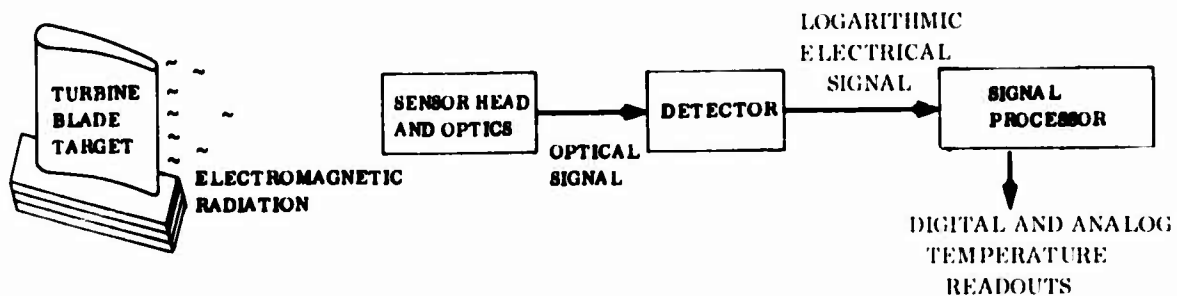 TURBINE
BLADE
TARGET
ELECTROMAGNETIC
RADIATION
SENSOR HEAD
AND OPTICS
OPTICAL
SIGNAL
DETECTOR
LOGARITHMIC
ELECTRICAL
SIGNAL
SIGNAL
PROCESSOR
DIGITAL AND ANALOG
TEMPERATURE
READOUTS